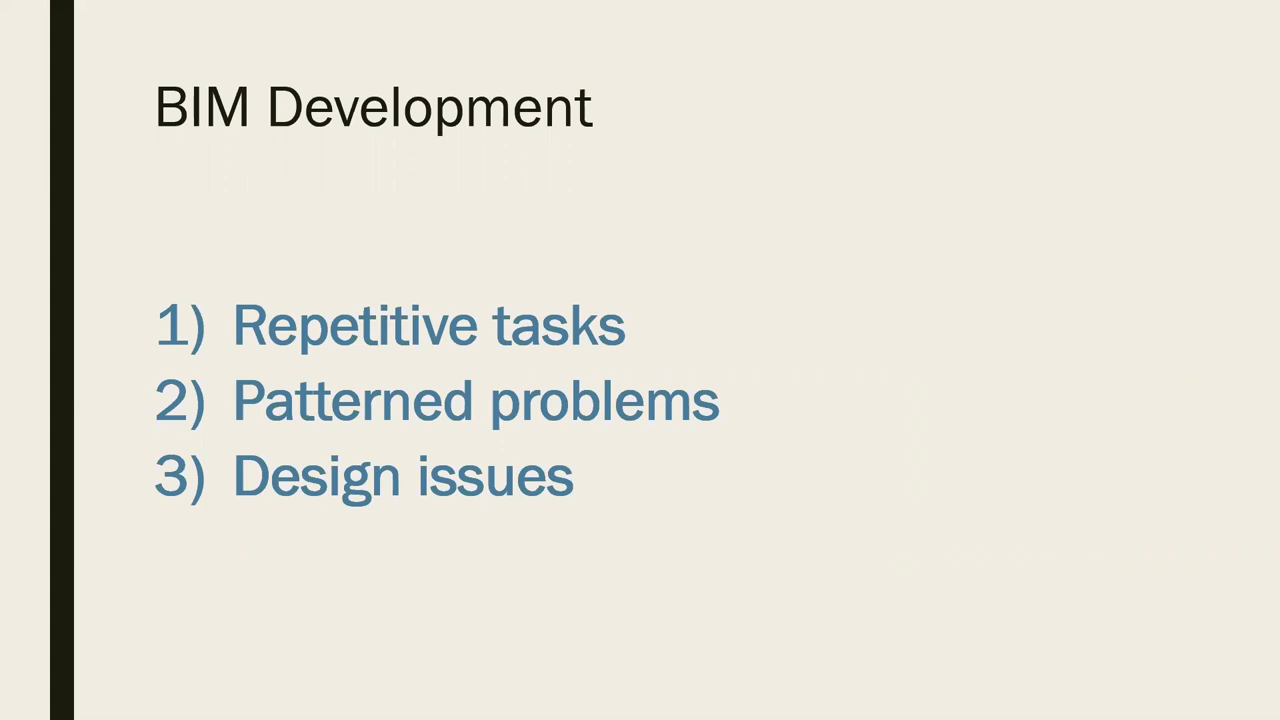 BIM Development
1) Repetitive tasks
2) Patterned problems
3) Design issues